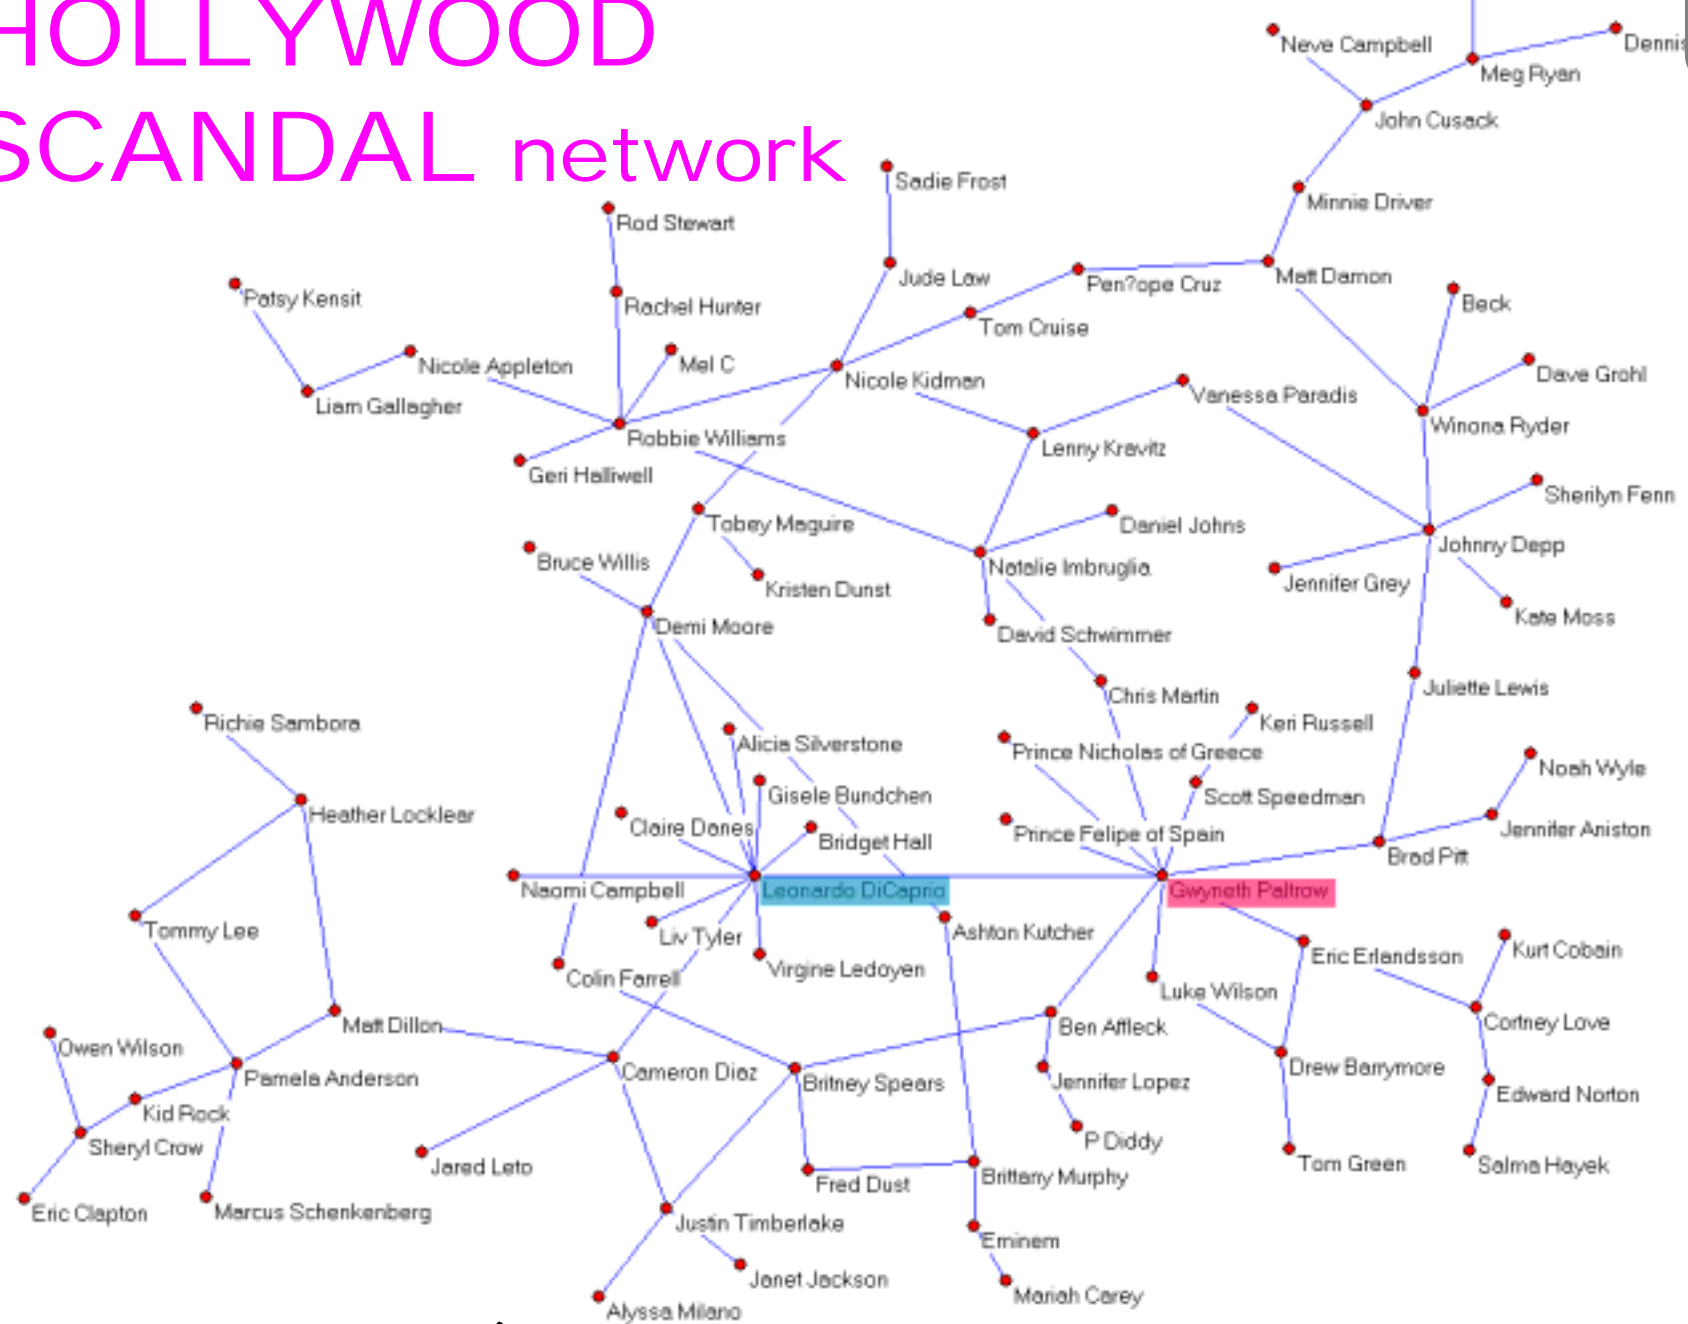 HOLLYWOOD
SCANDAL network
Neve Campbell
Dennis
Meg Ryan
John Cusack
Sadie Frost
Minnie Driver
Rod Stewart
Jude Law
Pen?ope Cruz
Matt Damon
Patsy Kensit
Rachel Hunter
Beck
Tom Cruise
Nicole Appleton
Mel C
Nicole Kidman
Dave Grohl
Vanessa Paradis
Liam Gallagher
Winona Ryder
Robbie Williams
Lenny Kravitz
Geri Halliwell
Sherilyn Fenn
Tobey Maguire
Daniel Johns
Johnny Depp
Bruce Willis
Natalie Imbruglia
Jennifer Grey
Kristen Dunst
Kate Moss
Demi Moore
David Schwimmer
Juliette Lewis
Chris Martin
Richie Sambora
Keri Russell
Alicia Silverstone
Prince Nicholas of Greece
Noah Wyle
Gisele Bundchen
Scott Speedman
Heather Locklear
Claire Danes
Bridget Hall
Prince Felipe of Spain
Jennifer Aniston
Brad Pitt
Naomi Campbell
Leonardo DiCaprio
Gwyneth Paltrow
Tommy Lee
Liv Tyler
Ashton Kutcher
Kurt Cobain
Eric Erlandsson
Colin Farrell
Virgine Ledoyen
Luke Wilson
Matt Dillon
Ben Affleck
Cortney Love
Owen Wilson
Drew Barrymore
Pamela Anderson
Cameron Diaz
Britney Spears
Jennifer Lopez
Edward Norton
Kid Rock
P Diddy
Sheryl Crow
Jared Leto
Tom Green
Salma Hayek
Fred Dust
Brittany Murphy
Eric Clapton
Marcus Schenkenberg
Justin Timberlake
Eminem
Janet Jackson
Mariah Carey
Alyssa Milano